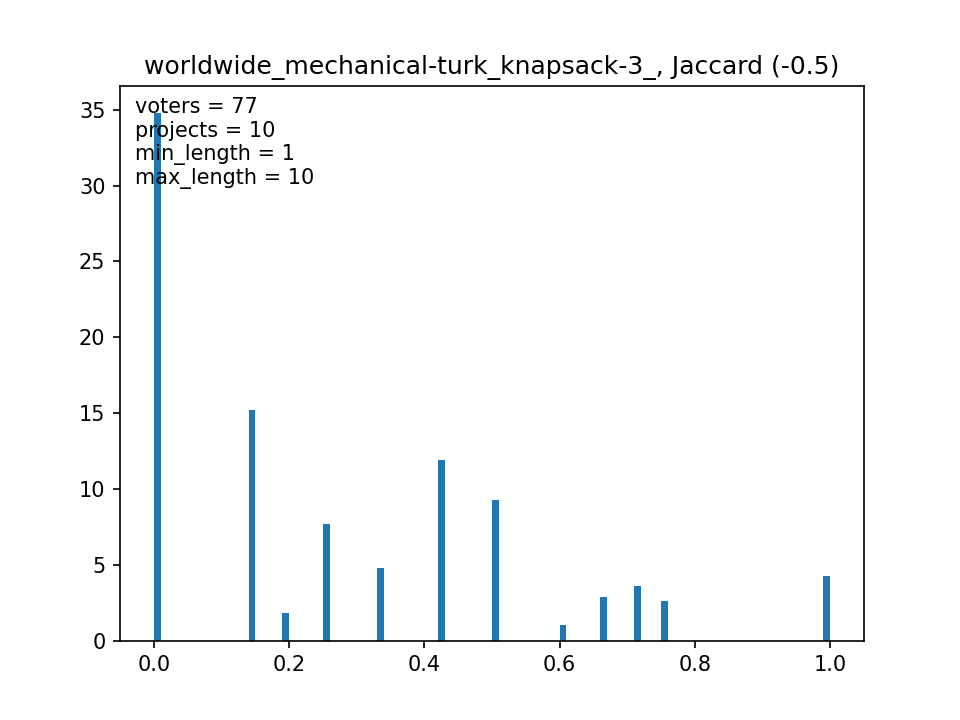 worldwide_mechanical-turk_knapsack-3_, Jaccard (-0.5)
voters = 77
projects = 10
min_length = 1
max_length = 10
35
30
25
20
15
10
5
0
0.0 0.2 0.4 0.6 0.8 1.0